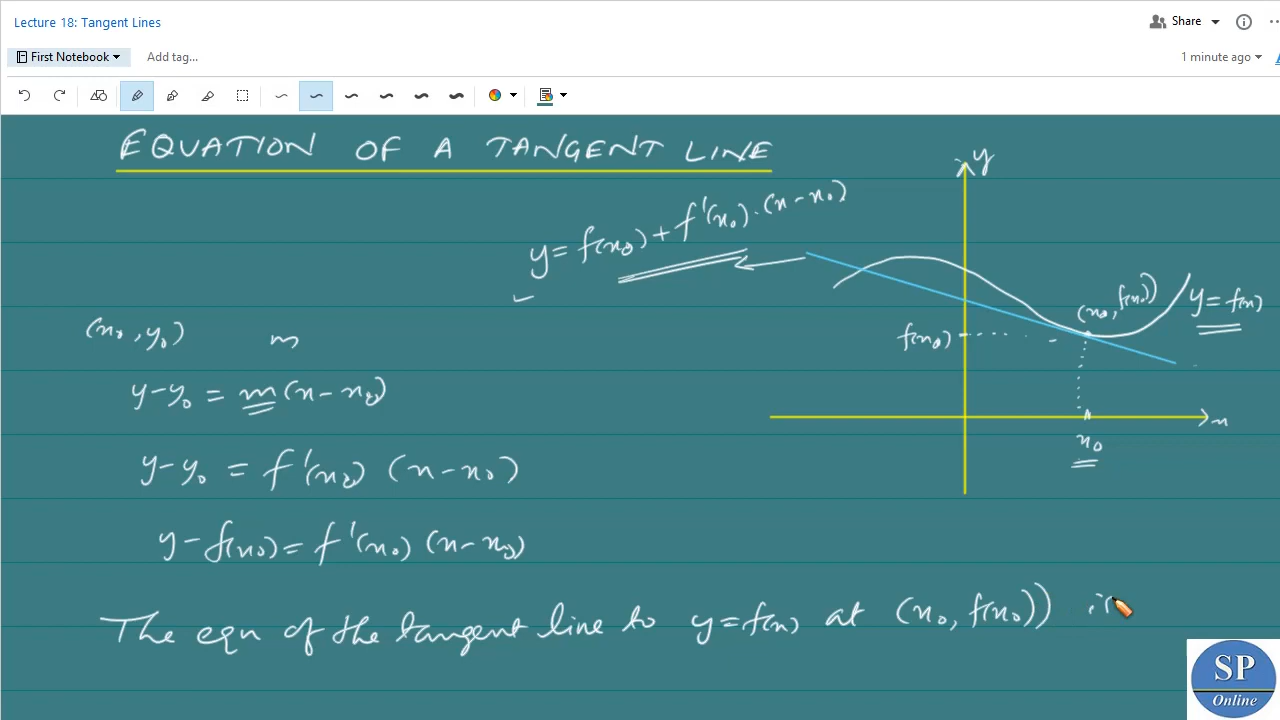 Lecture 18: Tangent Lines
Share
First Notebook
Add tag...
1 minute ago
EQUATION OF A TANGENT LINE
y
y = f(x₀) + f'(x₀) · (x - x₀)
(x₀, f(x₀))
y = f(x)
(x₀, y₀) m
f(x₀)
y - y₀ = m (x - x₀)
x
x₀
y - y₀ = f'(x₀) (x - x₀)
y - f(x₀) = f'(x₀) (x - x₀)
The eqn of the tangent line to y = f(x) at (x₀, f(x₀)) i
SP
Online